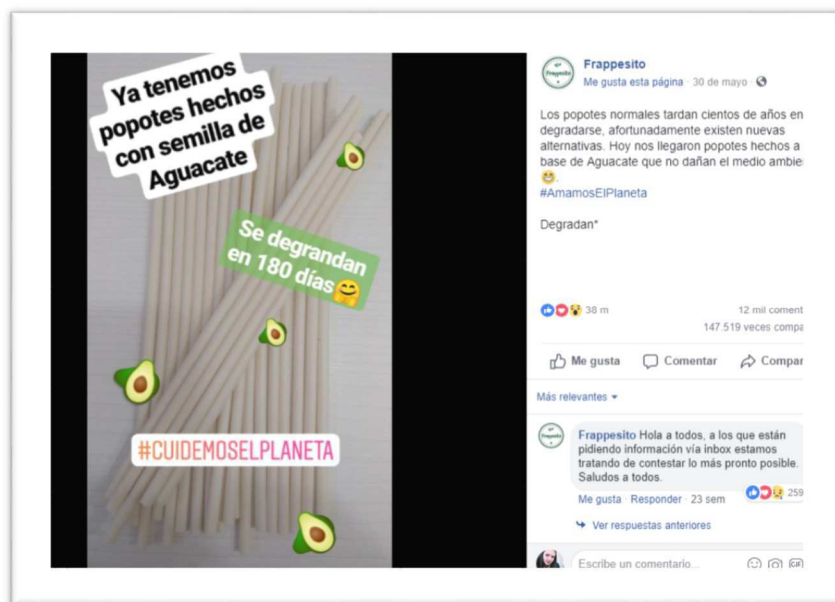 Ya tenemos
popotes hechos
con semilla de
Aguacate
Se degrandan
en 180 días
#CUIDEMOSELPLANETA
Frappesito
Me gusta esta página · 30 de mayo ·
Los popotes normales tardan cientos de años en
degradarse, afortunadamente existen nuevas
alternativas. Hoy nos llegaron popotes hechos a
base de Aguacate que no dañan el medio ambie
#AmamosElPlaneta
Degradan*
38 m
12 mil coment
147.519 veces compa
Me gusta
Comentar
Compar
Más relevantes
Frappesito Hola a todos, a los que están
pidiendo información vía inbox estamos
tratando de contestar lo más pronto posible.
Saludos a todos.
Me gusta · Responder · 23 sem
259
Ver respuestas anteriores
Escribe un comentario...
GIF